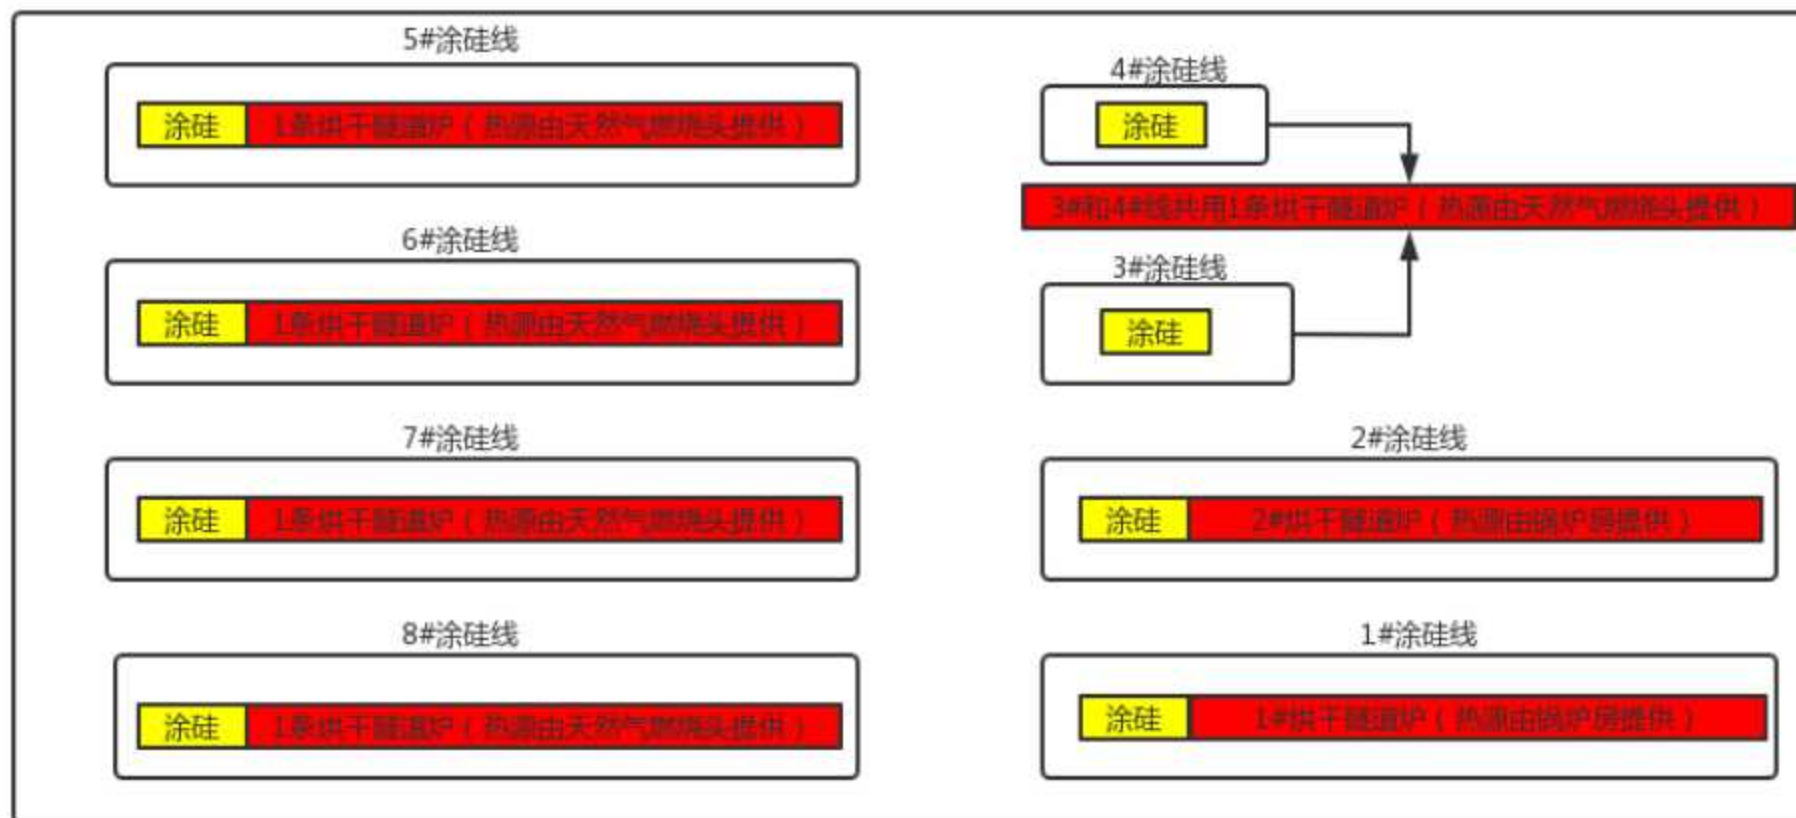 5#涂硅线
涂硅 1条烘干隧道炉（热源由天然气燃烧头提供）
6#涂硅线
涂硅 1条烘干隧道炉（热源由天然气燃烧头提供）
7#涂硅线
涂硅 1条烘干隧道炉（热源由天然气燃烧头提供）
8#涂硅线
涂硅 1条烘干隧道炉（热源由天然气燃烧头提供）
4#涂硅线
涂硅
3#和4#线共用1条烘干隧道炉（热源由天然气燃烧头提供）
3#涂硅线
涂硅
2#涂硅线
涂硅 2#烘干隧道炉（热源由锅炉房提供）
1#涂硅线
涂硅 1#烘干隧道炉（热源由锅炉房提供）